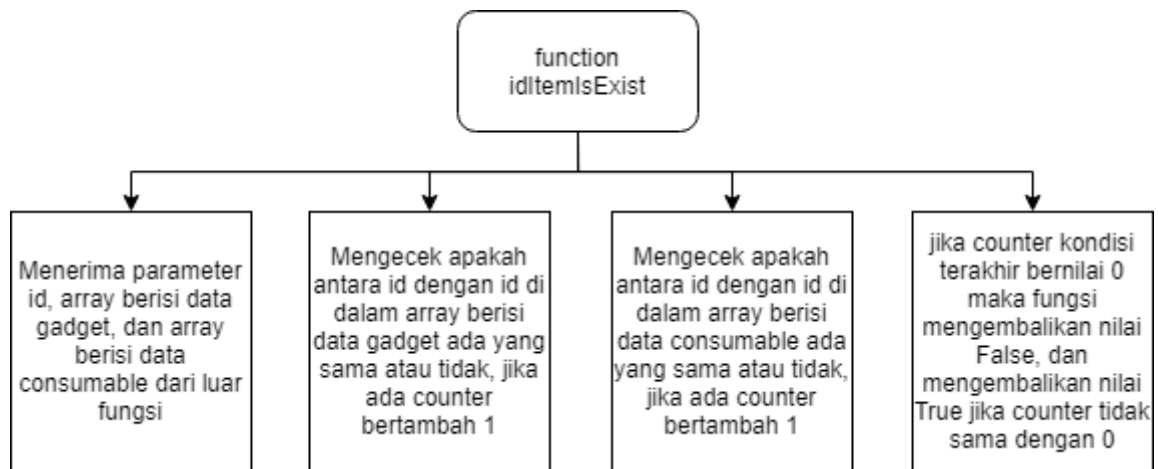 function
idItemIsExist
Menerima parameter
id, array berisi data
gadget, dan array
berisi data
consumable dari luar
fungsi
Mengecek apakah
antara id dengan id di
dalam array berisi
data gadget ada yang
sama atau tidak, jika
ada counter
bertambah 1
Mengecek apakah
antara id dengan id di
dalam array berisi
data consumable ada
yang sama atau tidak,
jika ada counter
bertambah 1
jika counter kondisi
terakhir bernilai 0
maka fungsi
mengembalikan nilai
False, dan
mengembalikan nilai
True jika counter tidak
sama dengan 0